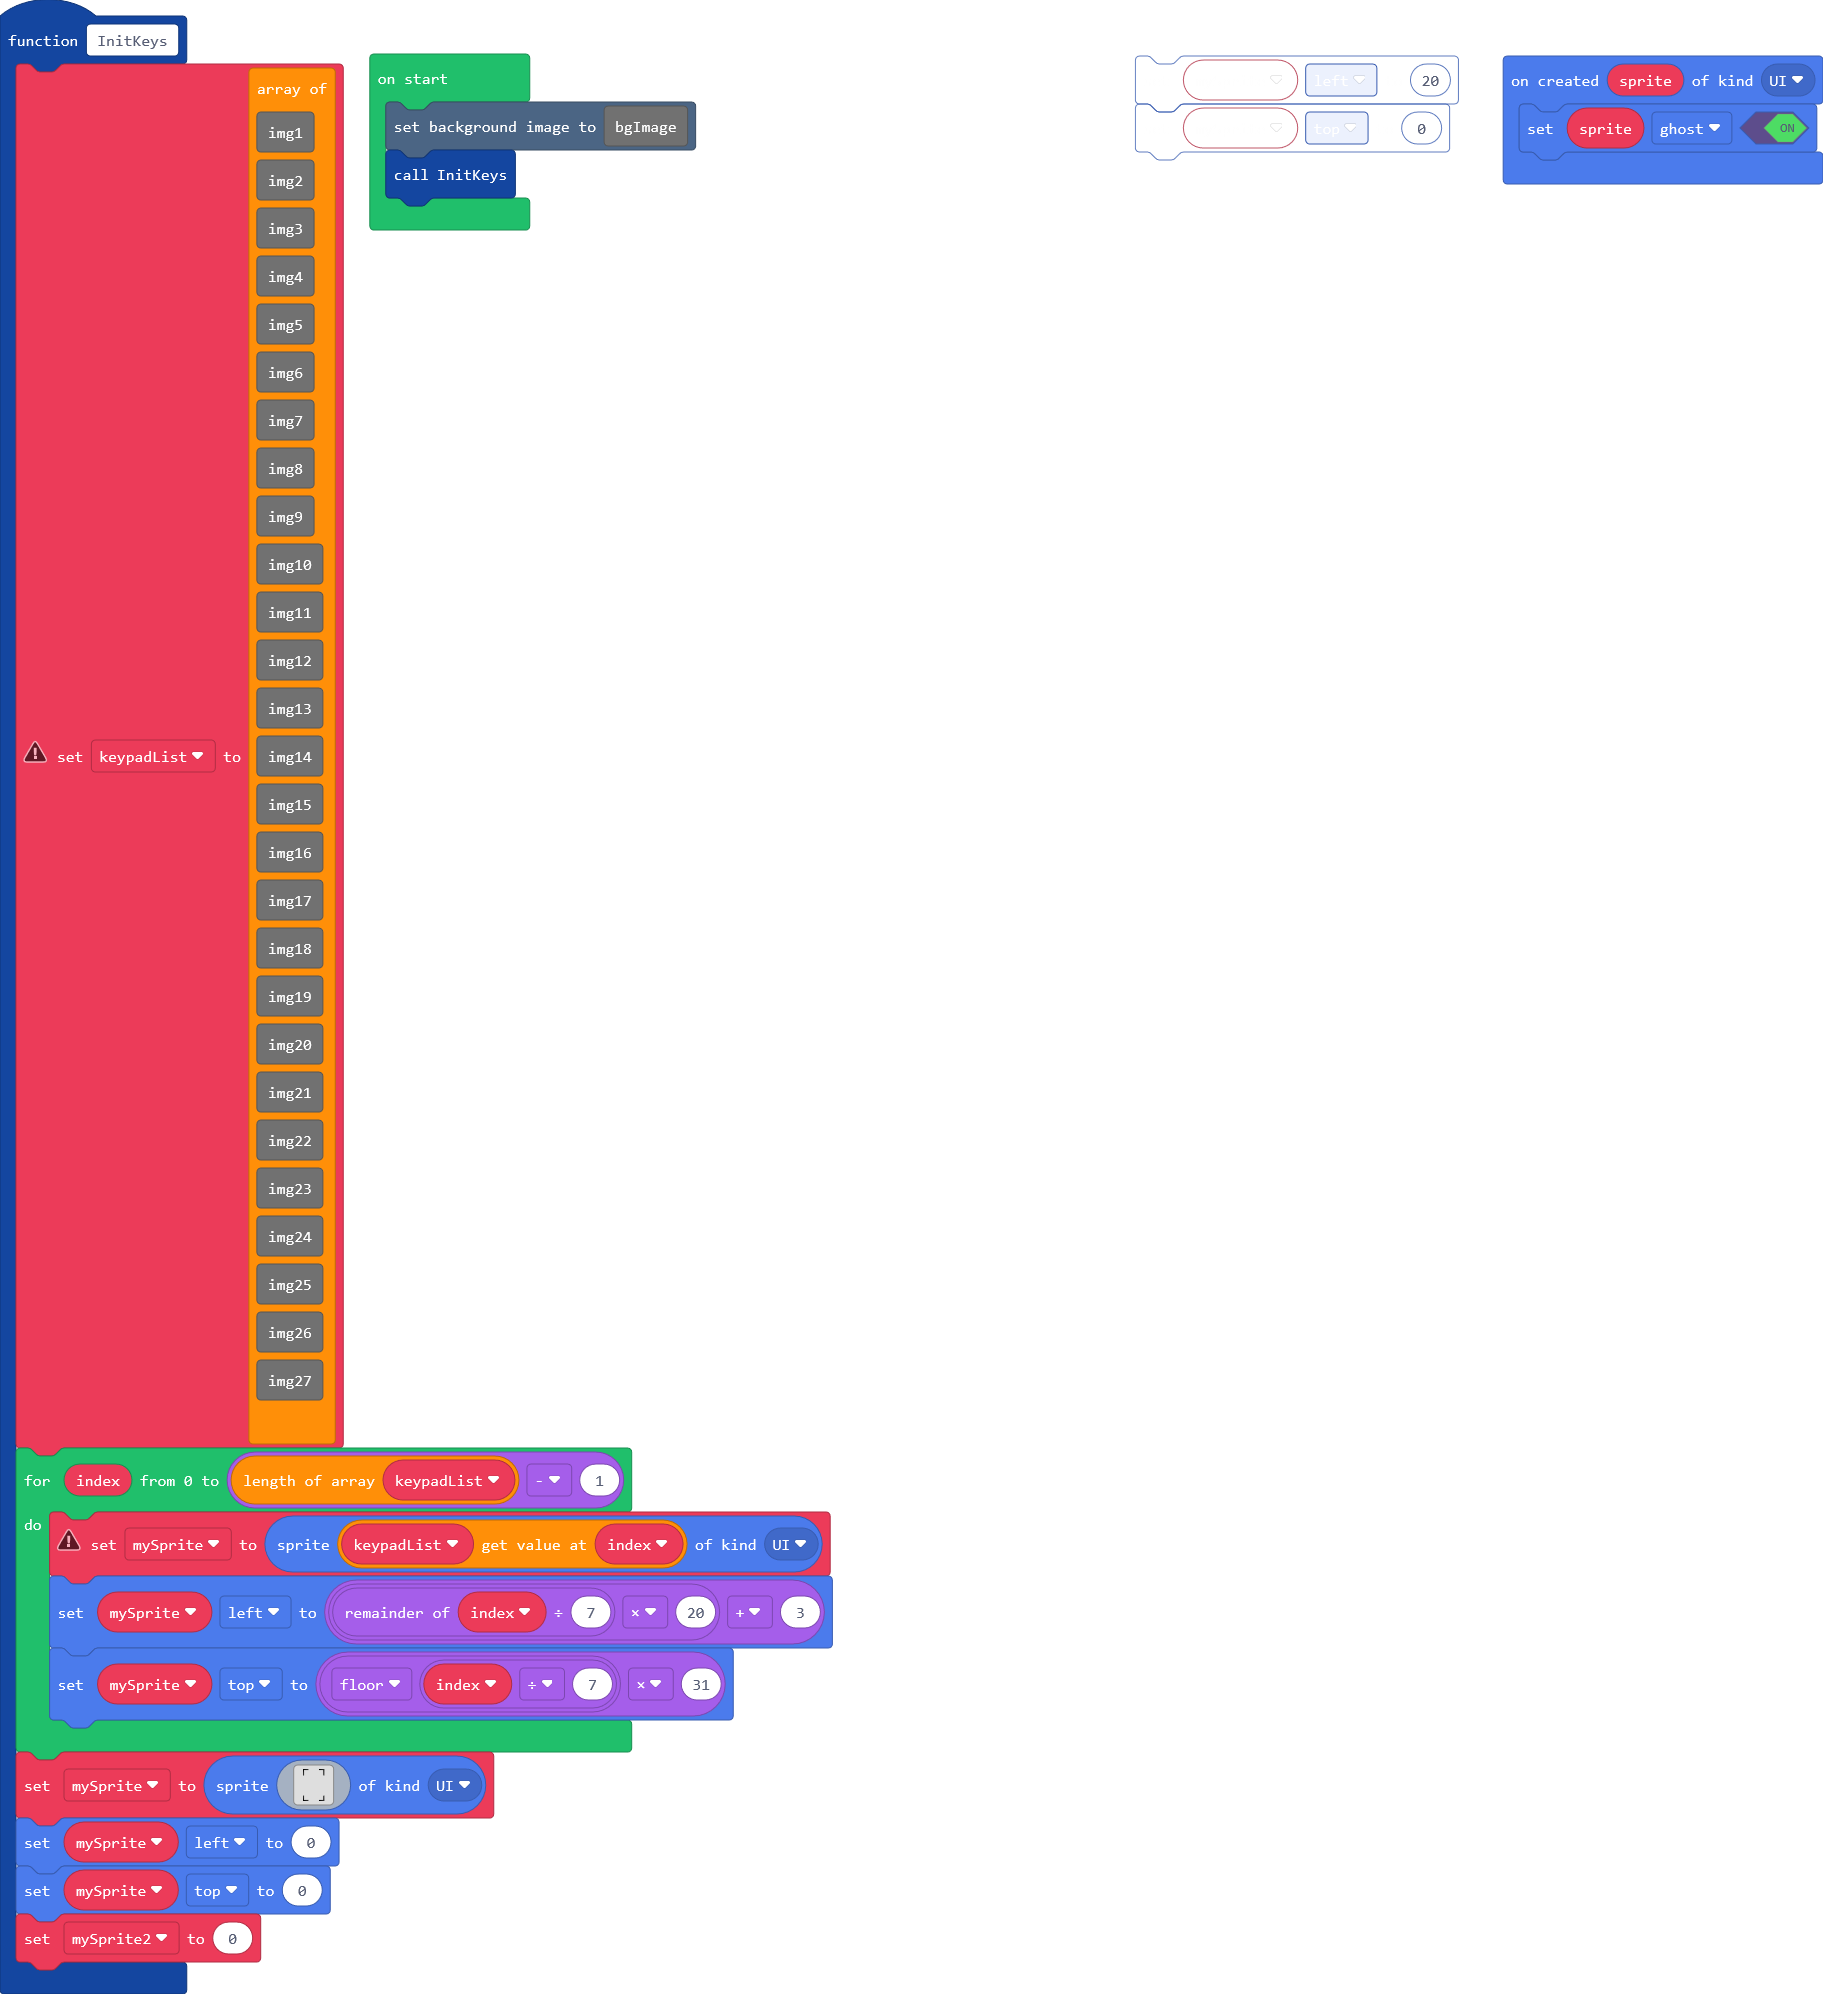 function InitKeys
array of
img1
img2
img3
img4
img5
img6
img7
img8
img9
img10
img11
img12
img13
set keypadList to img14
img15
img16
img17
img18
img19
img20
img21
img22
img23
img24
img25
img26
img27
for index from 0 to length of array keypadList - 1
do
set mySprite to sprite keypadList get value at index of kind UI
set mySprite left to remainder of index ÷ 7 × 20 + 3
set mySprite top to floor index ÷ 7 × 31
set mySprite to sprite of kind UI
set mySprite left to 0
set mySprite top to 0
set mySprite2 to 0
on start
set background image to bgImage
call InitKeys
left 20
top 0
on created sprite of kind UI
set sprite ghost ON